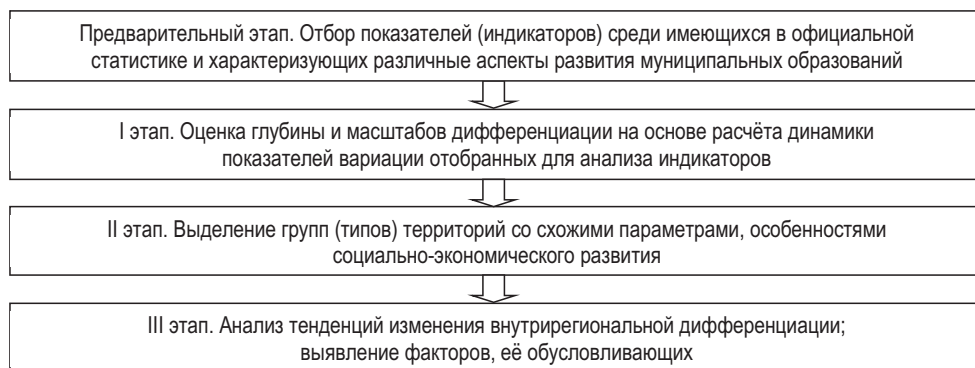 Предварительный этап. Отбор показателей (индикаторов) среди имеющихся в официальной
статистике и характеризующих различные аспекты развития муниципальных образований
I этап. Оценка глубины и масштабов дифференциации на основе расчёта динамики
показателей вариации отобранных для анализа индикаторов
II этап. Выделение групп (типов) территорий со схожими параметрами, особенностями
социально-экономического развития
III этап. Анализ тенденций изменения внутрирегиональной дифференциации;
выявление факторов, её обусловливающих